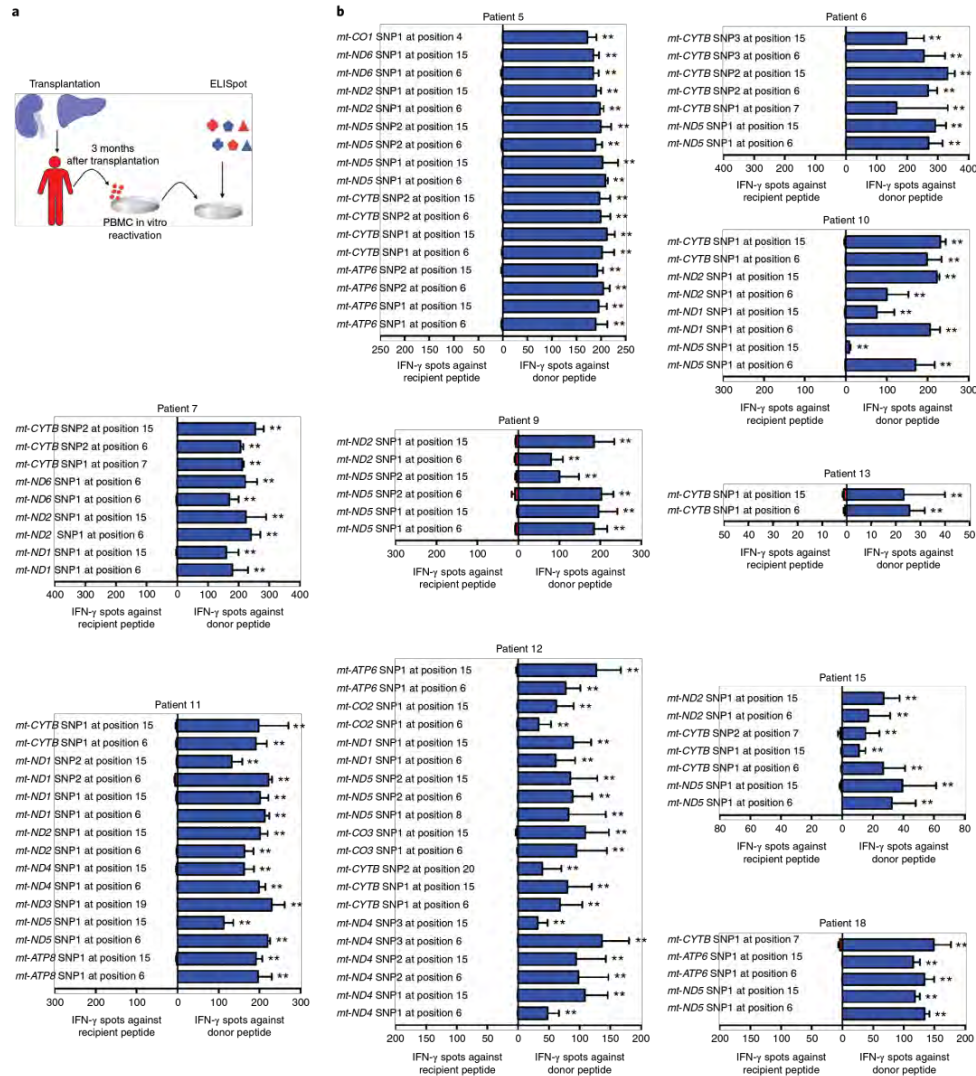 a
Transplantation
ELISpot
3 months
after transplantation
PBMC in vitro
reactivation
b
Patient 5
mt-CO1 SNP1 at position 4 **
mt-ND6 SNP1 at position 15 **
mt-ND6 SNP1 at position 6 **
mt-ND2 SNP1 at position 15 **
mt-ND2 SNP1 at position 6 **
mt-ND5 SNP2 at position 15 **
mt-ND5 SNP2 at position 6 **
mt-ND5 SNP1 at position 15 **
mt-ND5 SNP1 at position 6 **
mt-CYTB SNP2 at position 15 **
mt-CYTB SNP2 at position 6 **
mt-CYTB SNP1 at position 15 **
mt-CYTB SNP1 at position 6 **
mt-ATP6 SNP2 at position 15 **
mt-ATP6 SNP2 at position 6 **
mt-ATP6 SNP1 at position 15 **
mt-ATP6 SNP1 at position 6 **
250 200 150 100 50 0 50 100 150 200 250
IFN-γ spots against
recipient peptide
IFN-γ spots against
donor peptide
Patient 6
mt-CYTB SNP3 at position 15 **
mt-CYTB SNP3 at position 6 **
mt-CYTB SNP2 at position 15 **
mt-CYTB SNP2 at position 6 **
mt-CYTB SNP1 at position 7 **
mt-ND5 SNP1 at position 15 **
mt-ND5 SNP1 at position 6 **
400 300 200 100 0 100 200 300 400
IFN-γ spots against
recipient peptide
IFN-γ spots against
donor peptide
Patient 10
mt-CYTB SNP1 at position 15 **
mt-CYTB SNP1 at position 6 **
mt-ND2 SNP1 at position 15 **
mt-ND2 SNP1 at position 6 **
mt-ND1 SNP1 at position 15 **
mt-ND1 SNP1 at position 6 **
mt-ND5 SNP1 at position 15 **
mt-ND5 SNP1 at position 6 **
300 200 100 0 100 200 300
IFN-γ spots against
recipient peptide
IFN-γ spots against
donor peptide
Patient 7
mt-CYTB SNP2 at position 15 **
mt-CYTB SNP2 at position 6 **
mt-CYTB SNP1 at position 7 **
mt-ND6 SNP1 at position 6 **
mt-ND6 SNP1 at position 6 **
mt-ND2 SNP1 at position 15 **
mt-ND2 SNP1 at position 6 **
mt-ND1 SNP1 at position 15 **
mt-ND1 SNP1 at position 6 **
400 300 200 100 0 100 200 300 400
IFN-γ spots against
recipient peptide
IFN-γ spots against
donor peptide
Patient 9
mt-ND2 SNP1 at position 15 **
mt-ND2 SNP1 at position 6 **
mt-ND5 SNP2 at position 15 **
mt-ND5 SNP2 at position 6 **
mt-ND5 SNP1 at position 15 **
mt-ND5 SNP1 at position 6 **
300 200 100 0 100 200 300
IFN-γ spots against
recipient peptide
IFN-γ spots against
donor peptide
Patient 13
mt-CYTB SNP1 at position 15 **
mt-CYTB SNP1 at position 6 **
50 40 30 20 10 0 10 20 30 40 50
IFN-γ spots against
recipient peptide
IFN-γ spots against
donor peptide
Patient 11
mt-CYTB SNP1 at position 15 **
mt-CYTB SNP1 at position 6 **
mt-ND1 SNP2 at position 15 **
mt-ND1 SNP2 at position 6 **
mt-ND1 SNP1 at position 15 **
mt-ND1 SNP1 at position 6 **
mt-ND2 SNP1 at position 15 **
mt-ND2 SNP1 at position 6 **
mt-ND4 SNP1 at position 15 **
mt-ND4 SNP1 at position 6 **
mt-ND3 SNP1 at position 19 **
mt-ND5 SNP1 at position 15 **
mt-ND5 SNP1 at position 6 **
mt-ATP8 SNP1 at position 15 **
mt-ATP8 SNP1 at position 6 **
300 200 100 0 100 200 300
IFN-γ spots against
recipient peptide
IFN-γ spots against
donor peptide
Patient 12
mt-ATP6 SNP1 at position 15 **
mt-ATP6 SNP1 at position 6 **
mt-CO2 SNP1 at position 15 **
mt-CO2 SNP1 at position 6 **
mt-ND1 SNP1 at position 15 **
mt-ND1 SNP1 at position 6 **
mt-ND5 SNP2 at position 15 **
mt-ND5 SNP2 at position 6 **
mt-ND5 SNP1 at position 8 **
mt-CO3 SNP1 at position 15 **
mt-CO3 SNP1 at position 6 **
mt-CYTB SNP2 at position 20 **
mt-CYTB SNP1 at position 15 **
mt-CYTB SNP1 at position 6 **
mt-ND4 SNP3 at position 15 **
mt-ND4 SNP3 at position 6 **
mt-ND4 SNP2 at position 15 **
mt-ND4 SNP2 at position 6 **
mt-ND4 SNP1 at position 15 **
mt-ND4 SNP1 at position 6 **
200 150 100 50 0 50 100 150 200
IFN-γ spots against
recipient peptide
IFN-γ spots against
donor peptide
Patient 15
mt-ND2 SNP1 at position 15 **
mt-ND2 SNP1 at position 6 **
mt-CYTB SNP2 at position 7 **
mt-CYTB SNP1 at position 15 **
mt-CYTB SNP1 at position 6 **
mt-ND5 SNP1 at position 15 **
mt-ND5 SNP1 at position 6 **
80 60 40 20 0 20 40 60 80
IFN-γ spots against
recipient peptide
IFN-γ spots against
donor peptide
Patient 18
mt-CYTB SNP1 at position 7 **
mt-ATP6 SNP1 at position 15 **
mt-ATP6 SNP1 at position 6 **
mt-ND5 SNP1 at position 15 **
mt-ND5 SNP1 at position 6 **
200 150 100 50 0 50 100 150 200
IFN-γ spots against
recipient peptide
IFN-γ spots against
donor peptide